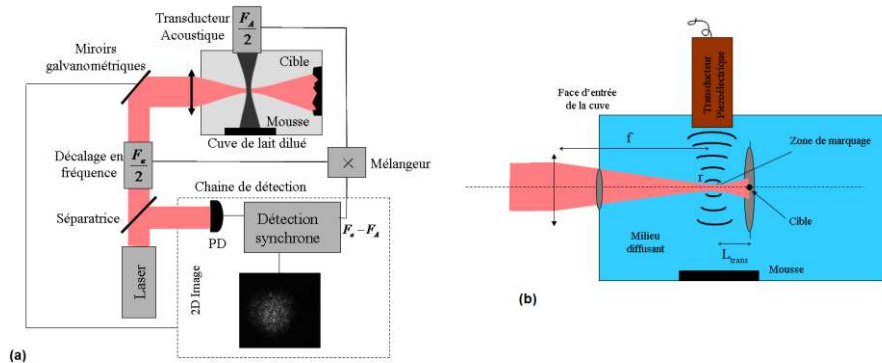 Transducteur
Acoustique
F_A
2
Miroirs
galvanométriques
Cible
Mousse
Cuve de lait dilué
Décalage en
fréquence
F_e
2
×
Mélangeur
Chaine de détection
Séparatrice
PD
Détection
synchrone
F_e – F_A
Laser
2D Image
(a)
Transducteur
Piezoélectrique
Face d'entrée
de la cuve
f
Zone de marquage
r
Cible
Milieu
diffusant
L_trans
Mousse
(b)